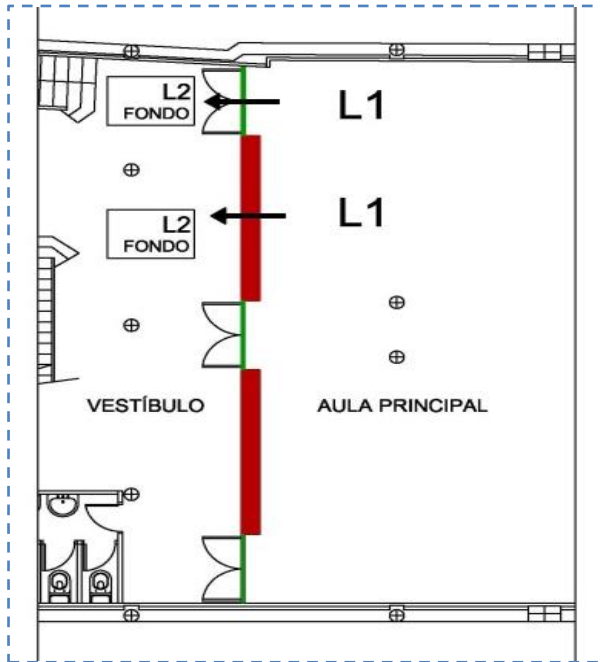 L2
FONDO
L1
L2
FONDO
L1
VESTÍBULO
AULA PRINCIPAL